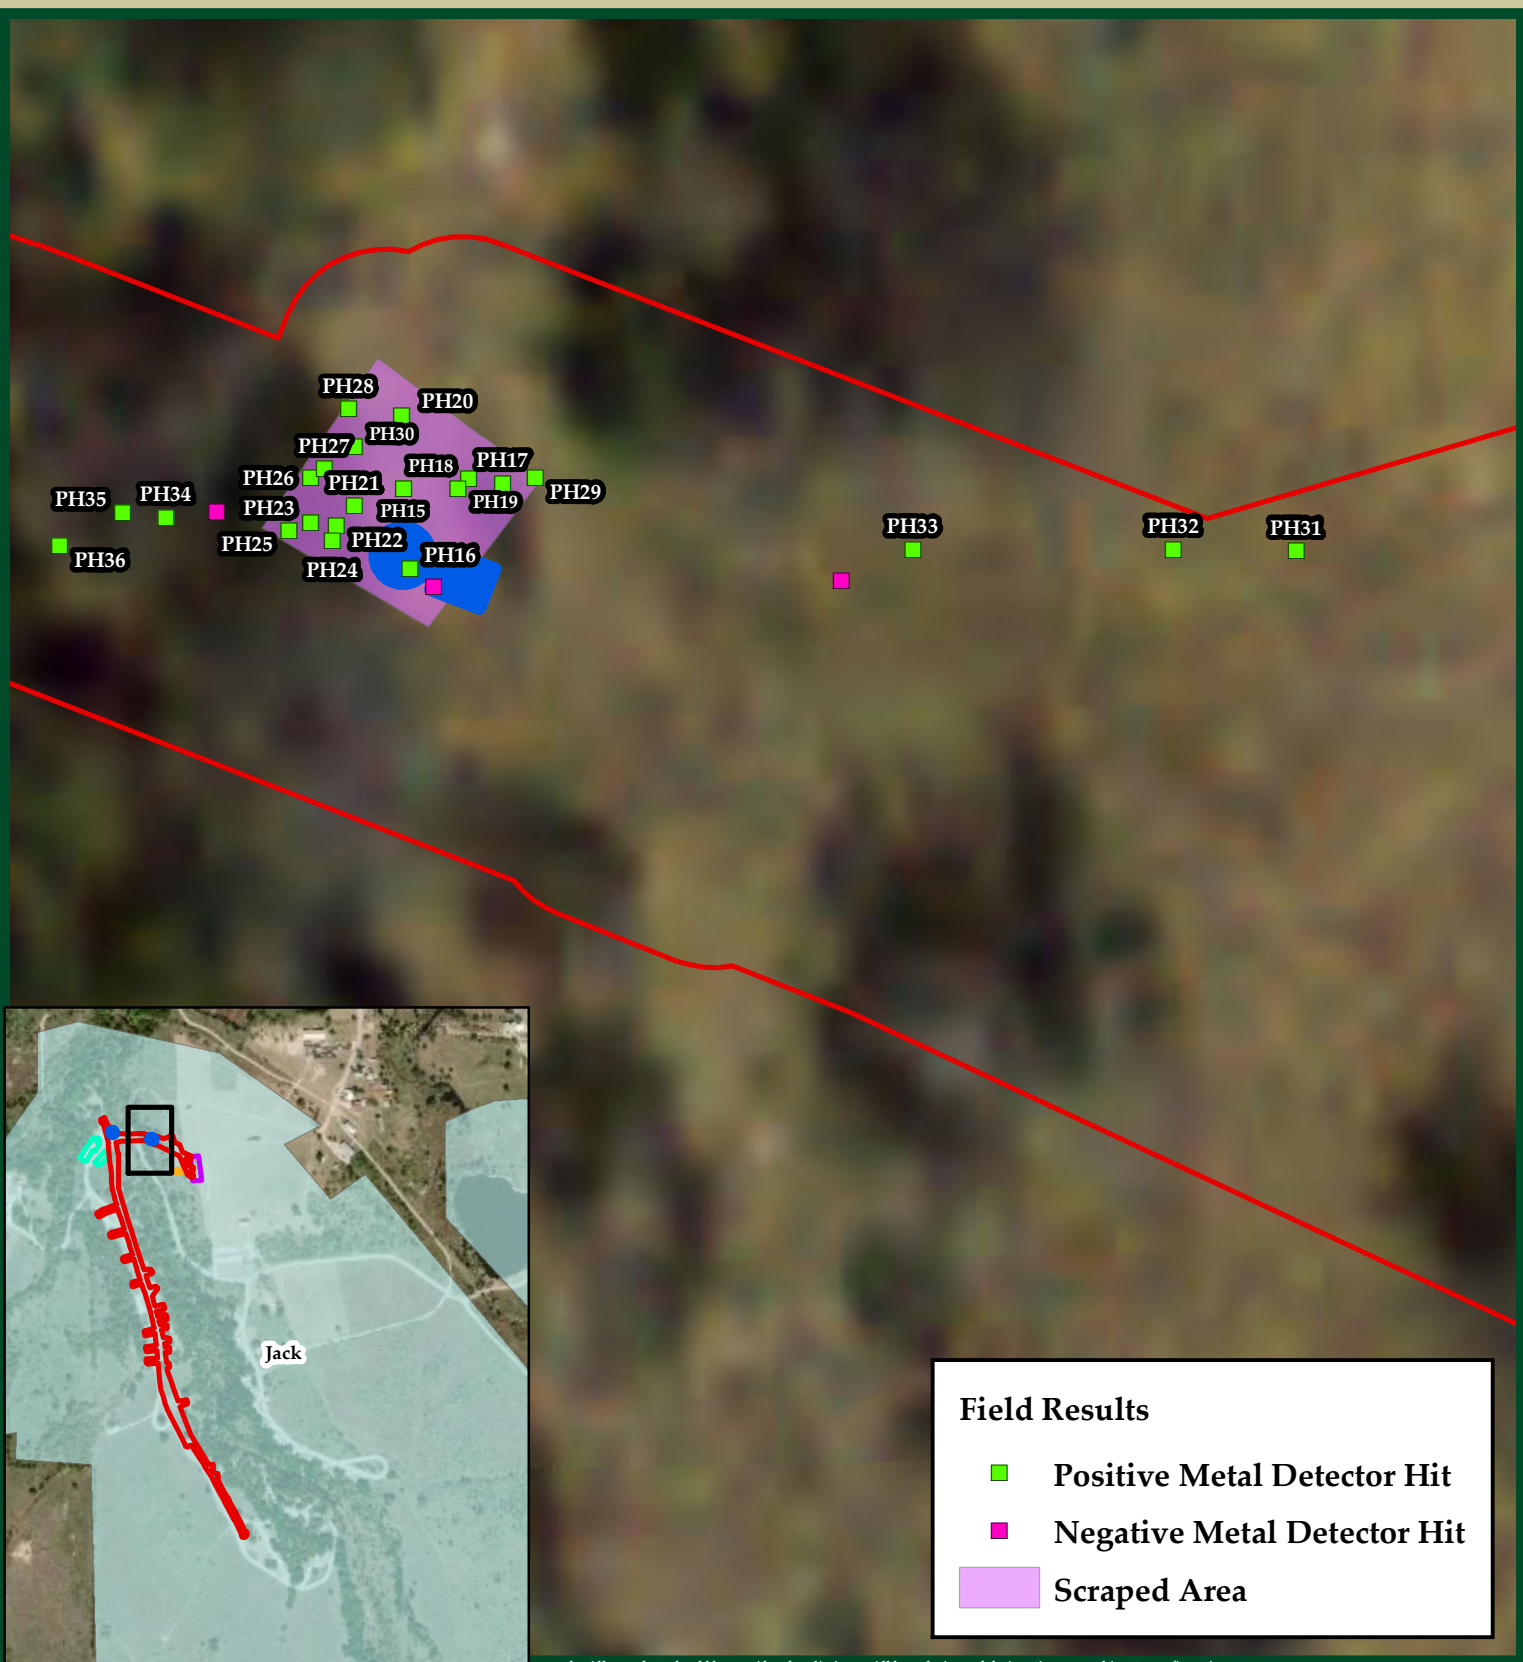 PH28
PH20
PH30
PH27
PH18
PH17
PH26
PH21
PH29
PH19
PH35
PH34
PH23
PH15
PH25
PH22
PH16
PH36
PH24
PH33
PH32
PH31
Jack
Field Results
Positive Metal Detector Hit
Negative Metal Detector Hit
Scraped Area